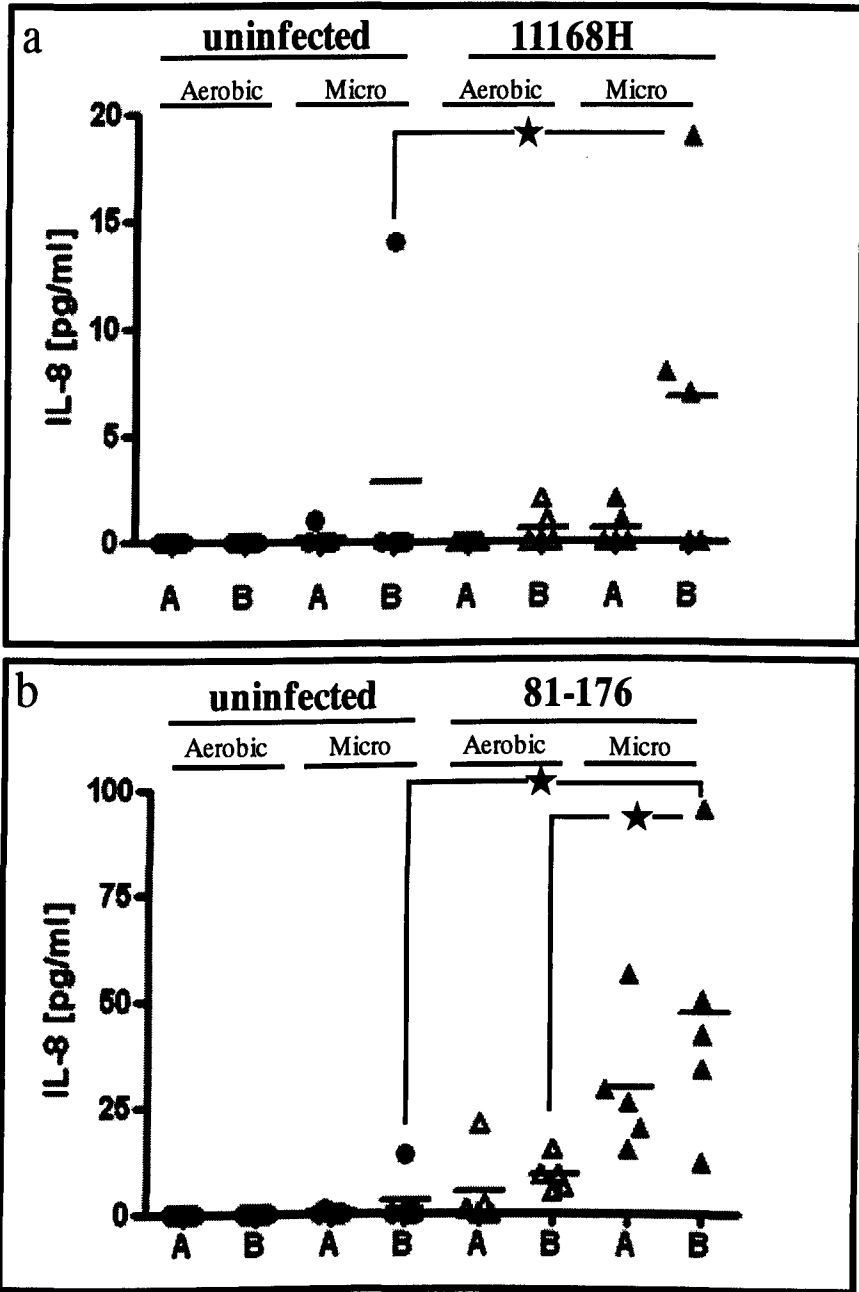 a
uninfected 11168H
Aerobic Micro Aerobic Micro
20
15
10
5
0
IL-8 [pg/ml]
A B A B A B A B
b
uninfected 81-176
Aerobic Micro Aerobic Micro
100
75
50
25
0
IL-8 [pg/ml]
A B A B A B A B